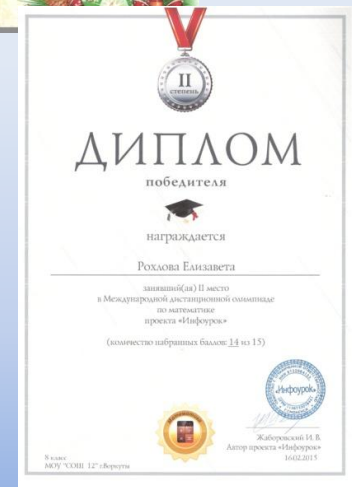 II
СТЕПЕНЬ
ДИПЛОМ
победителя
награждается
Рохлова Елизавета
занявший(ая) II место
в Международной дистанционной олимпиаде
по математике
проекта «Инфоурок»
(количество набранных баллов: 14 из 15)
«Инфоурок»
Жаборовский И. В.
Автор проекта «Инфоурок»
16.02.2015
8 класс
МОУ "СОШ 12" г.Воркуты